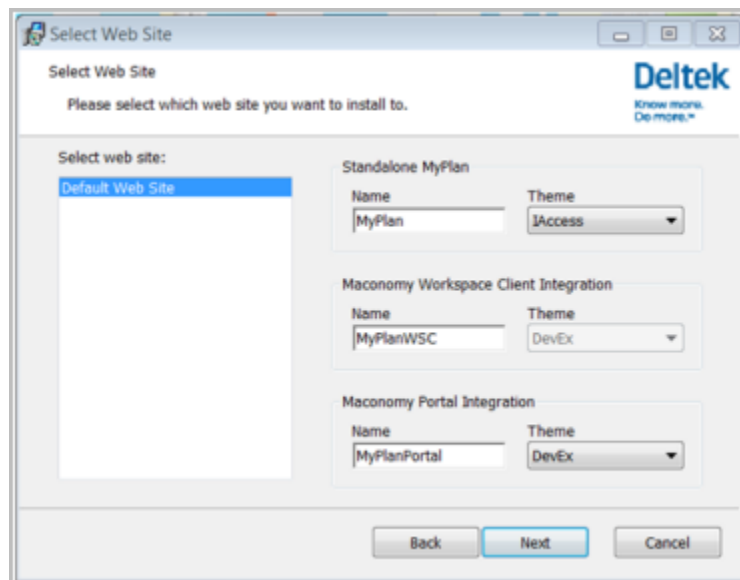 Select Web Site
Select Web Site
Please select which web site you want to install to.
Deltek
Know more.
Do more.™
Select web site:
Default Web Site
Standalone MyPlan
Name Theme
MyPlan IAccess
Maconomy Workspace Client Integration
Name Theme
MyPlanWSC DevEx
Maconomy Portal Integration
Name Theme
MyPlanPortal DevEx
Back Next Cancel